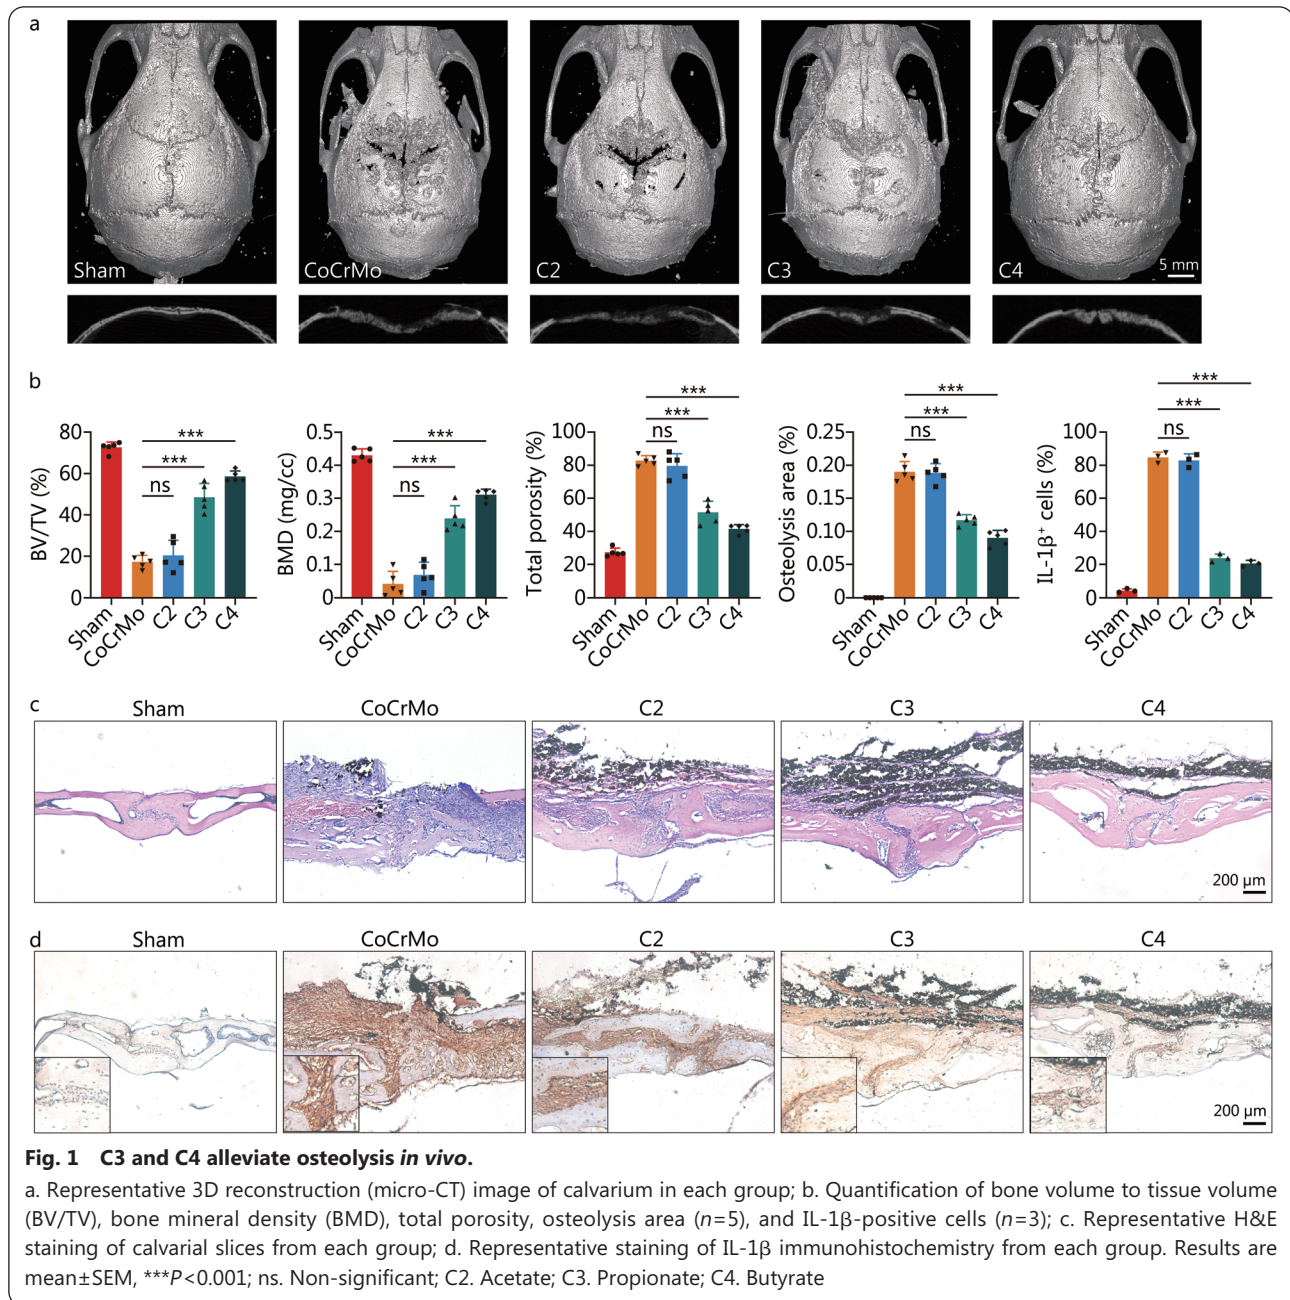 a
Sham
CoCrMo
C2
C3
C4
5 mm
b
BV/TV (%)
80
60
40
20
0
ns
***
***
Sham
CoCrMo
C2
C3
C4
BMD (mg/cc)
0.5
0.4
0.3
0.2
0.1
0
ns
***
***
Sham
CoCrMo
C2
C3
C4
Total porosity (%)
100
80
60
40
20
0
ns
***
***
Sham
CoCrMo
C2
C3
C4
Osteolysis area (%)
0.25
0.20
0.15
0.10
0.05
0
ns
***
***
Sham
CoCrMo
C2
C3
C4
IL-1β⁺ cells (%)
100
80
60
40
20
0
ns
***
***
Sham
CoCrMo
C2
C3
C4
c
Sham
CoCrMo
C2
C3
C4
200 μm
d
Sham
CoCrMo
C2
C3
C4
200 μm
Fig. 1 C3 and C4 alleviate osteolysis in vivo.
a. Representative 3D reconstruction (micro-CT) image of calvarium in each group; b. Quantification of bone volume to tissue volume
(BV/TV), bone mineral density (BMD), total porosity, osteolysis area (n=5), and IL-1β-positive cells (n=3); c. Representative H&E
staining of calvarial slices from each group; d. Representative staining of IL-1β immunohistochemistry from each group. Results are
mean±SEM, ***P<0.001; ns. Non-significant; C2. Acetate; C3. Propionate; C4. Butyrate